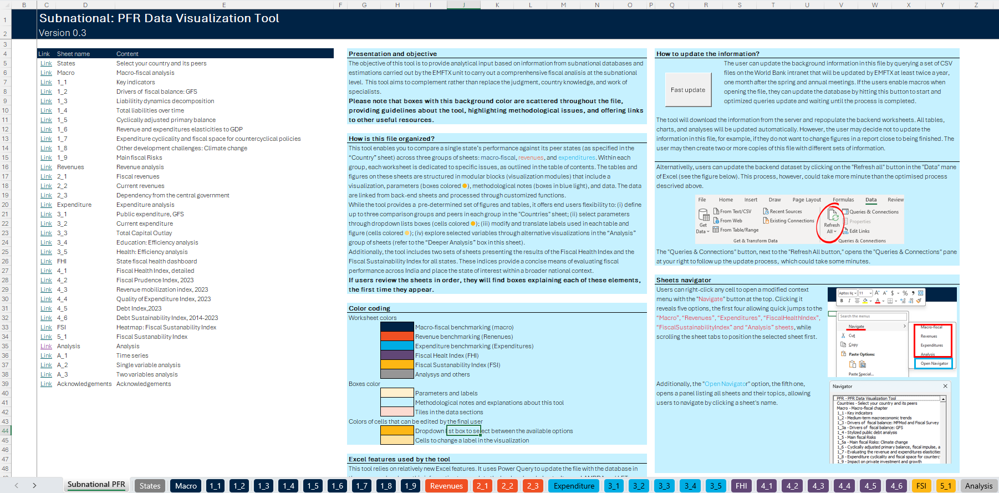 B C D E F G H I J K L M N O P Q R S T U V W X Y Z
1 Subnational: PFR Data Visualization Tool
2 Version 0.3
3
4 Link Sheet name Content
5 Link States Select your country and its peers
6 Link Macro Macro-fiscal analysis
7 Link 1_1 Key indicators
8 Link 1_2 Drivers of fiscal balance: GFS
9 Link 1_3 Liabilitity dynamics decomposition
10 Link 1_4 Total liabilities over time
11 Link 1_5 Cyclically adjusted primary balance
12 Link 1_6 Revenue and expenditures elasticities to GDP
13 Link 1_7 Expenditure cyclicality and fiscal space for countercyclical policies
14 Link 1_8 Other development challenges: Climate change
15 Link 1_9 Main fiscal Risks
16 Link Revenues Revenue analysis
17 Link 2_1 Fiscal revenues
18 Link 2_2 Current revenues
19 Link 2_3 Dependency from the central government
20 Link Expenditure Expenditure analysis
21 Link 3_1 Public expenditure, GFS
22 Link 3_2 Current expenditure
23 Link 3_3 Total Capital Outlay
24 Link 3_4 Education: Efficiency analysis
25 Link 3_5 Health: Efficiency analysis
26 Link FHI State fiscal health dashboard
27 Link 4_1 Fiscal Health Index, detailed
28 Link 4_2 Fiscal Prudence Index, 2023
29 Link 4_3 Revenue mobilization index, 2023
30 Link 4_4 Quality of Expenditure Index, 2023
31 Link 4_5 Debt Index,2023
32 Link 4_6 Debt Sustainability Index, 2014-2023
33 Link FSI Heatmap: Fiscal Sustanability Index
34 Link 5_1 Fiscal Sustanability Index
35 Link Analysis Analysis
36 Link A_1 Time series
37 Link A_2 Single variable analysis
38 Link A_3 Two variables analysis
39 Link Acknowledgements Acknowledgements
40
41
42
43
44
45
46
47
48
Presentation and objective
The objective of this tool is to provide analytical input based on information from subnational databases and
estimations carried out by the EMFTX unit to carry out a comprenhensive fiscal analisis at the subnational
level. This tool aims to complement rather than replace the judgment, country knowledge, and work of
specialists.
Please note that boxes with this background color are scattered throughout the file,
providing guidelines about the tool, highlighting methodological issues, and offering links
to other useful resources.
How is this file organized?
This tool enables you to compare a single state's performance against its peer states (as specified in the
"Country" sheet) across three groups of sheets: macro-fiscal, revenues, and expenditures. Within each
group, each worksheet is dedicated to specific issues, as outlined in the table of contents. The tables and
figures on these sheets are structured in modular blocks (visualization modules) that include a
visualization, parameters (boxes colored ), methodological notes (boxes in blue light), and data. The data
are linked from back-end sheets and processed through customized functions.
While the tool provides a pre-determined set of figures and tables, it offers end users flexibility to: (i) define
up to three comparison groups and peers in each group in the "Countries" sheet; (ii) select parameters
through dropdown lists boxes (cells colored ); (iii) modify and translate labels used in each table and
figure (cells colored ); (iv) explore selected variables through alternative visualizations in the "Analysis"
group of sheets (refer to the "Deeper Analysis" box in this sheet).
Additionally, the tool includes two sets of sheets presenting the results of the Fiscal Health Index and the
Fiscal Sustainability Index for all states. These indices provide a concise means of evaluating fiscal
performance across India and place the state of interest within a broader national context.
If users review the sheets in order, they will find boxes explaining each of these elements,
the first time they appear.
Color coding
Worksheet colors
Macro-fiscal benchmarking (macro)
Revenue benchmarking (Renenues)
Expenditure benchmarking (Expenditures)
Fiscal Healt Index (FHI)
Fiscal Sustanability Index (FSI)
Analysys and others
Boxes color
Parameters and labels
Methodological notes and explanations about this tool
Tiles in the data sections
Colors of cells that can be edited by the final user
Dropdown list box to select between the available options
Cells to change a label in the visualization
Excel features used by the tool
This tool relies on relatively new Excel features. It uses Power Query to update the file with the database in
How to update the information?
Fast update
The user can update the background information in this file by querying a set of CSV
files on the World Bank intranet that will be updated by EMFTX at least twice a year,
one month after the spring and annual meetings. If the users enable macros when
opening the file, they can update the database by hitting this button to start and
optimized queries update and waiting until the process is completed.
The tool will download the information from the server and repopulate the backend worksheets. All tables,
charts, and analyses will be updated automatically. However, the user may decide not to update the
information in this file, for example, if they do not want to change figures in a report close to being finished. The
user may then create two or more copies of this file with different sets of information.
Alternativelly, users can update the backend dataset by clicking on the "Refresh all" button in the "Data" mane
of Excel (see the figure below). This process, however, could take more minute than the optimised process
descrived above.
File Home Insert Draw Page Layout Formulas Data Review
From Text/CSV Recent Sources Queries & Connections
From Web Existing Connections Properties
From Table/Range Edit Links
Get Data
Refresh All
Get & Transform Data Queries & Connections
The "Queries & Connections" button, next to the "Refresh All button," opens the "Queries & Connections" pane
at your right to follow up the update process, which could take some minutes.
Sheets navigator
Users can right-click any cell to open a modified context
menu with the "Navigate" button at the top. Clicking it
reveals five options, the first four allowing quick jumps to the
"Macro", "Revenues", "Expenditures", "FiscalHealthIndex",
"FiscalSustainabilityIndex" and "Analysis" sheets, while
scrolling the sheet tabs to position the selected sheet first.
11 A A $ % 9
B I A
Search the menus
Navigate
Cut
Copy
Paste Options:
Paste Special...
Macro-fiscal
Revenues
Expenditures
Analysis
Open Navigator
Additionally, the "Open Navigator" option, the fifth one,
opens a panel listing all sheets and their topics, allowing
users to navigate by clicking a sheet's name.
Navigator
PFR - PFR Data Visualization Tool
Countries - Select your country and its peers
Macro - Macro-fiscal chapter
1_1 - Key indicators
1_2 - Medium-term macroeconomic trends
1_3 - Drivers of fiscal balance: MFMod and Fiscal Survey
1_3a - Drivers of fiscal balance: GFS
1_4 - Stylized public debt analysis
1_5 - Main fiscal Risks
1_5a - Main fiscal Risks: Climate change
1_6 - Cyclically adjusted primary balance, fiscal impulse, a
1_7 - Evaluating the revenue and expenditures elasticities
1_8 - Expenditure cyclicality and fiscal space for counterc
1_9 - Impact on private investment and growth
Subnational PFR States Macro 1_1 1_2 1_3 1_4 1_5 1_6 1_7 1_8 1_9 Revenues 2_1 2_2 2_3 Expenditure 3_1 3_2 3_3 3_4 3_5 FHI 4_1 4_2 4_3 4_4 4_5 4_6 FSI 5_1 Analysis